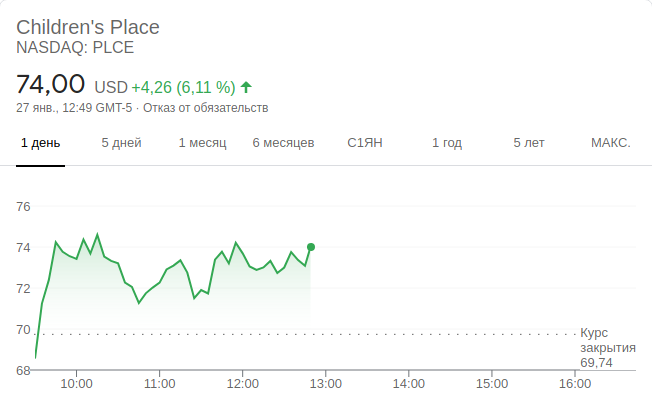 Children's Place
NASDAQ: PLCE
74,00 USD +4,26 (6,11 %)
27 янв., 12:49 GMT-5 · Отказ от обязательств
1 день 5 дней 1 месяц 6 месяцев С1ЯН 1 год 5 лет МАКС.
76
74
72
70
Курс
закрытия
69,74
68
10:00 11:00 12:00 13:00 14:00 15:00 16:00